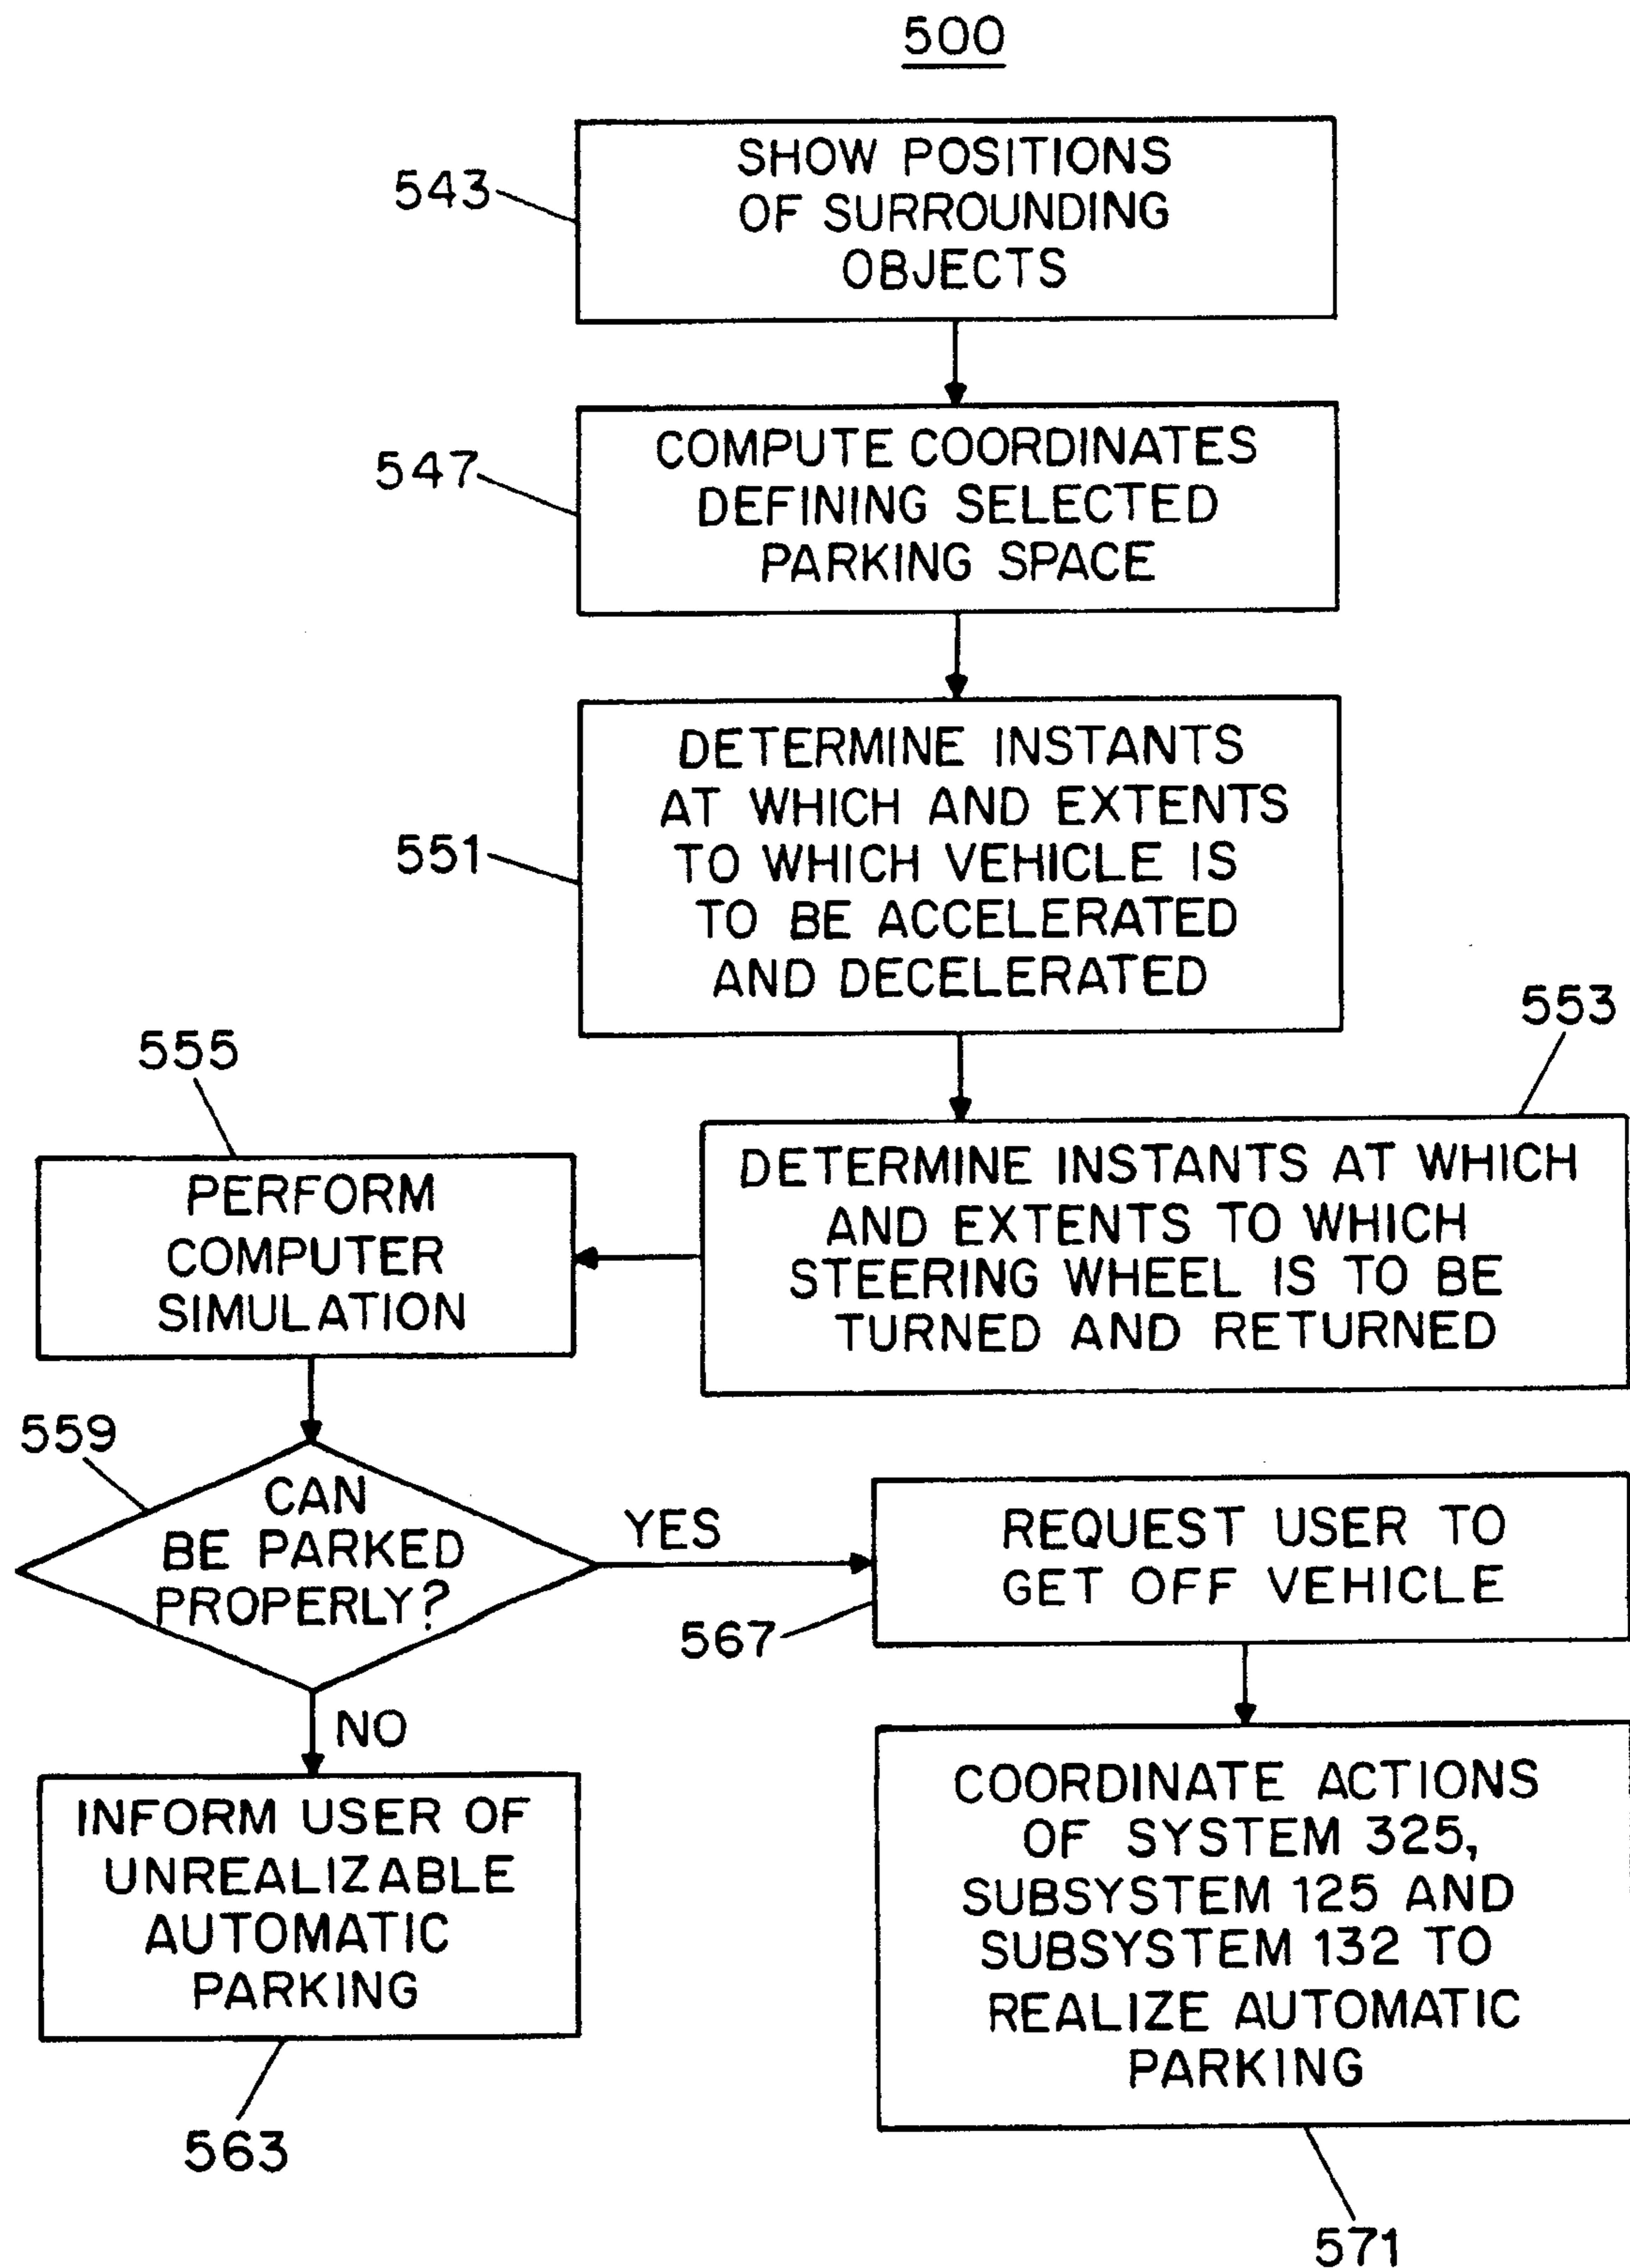 500
543
SHOW POSITIONS
OF SURROUNDING
OBJECTS
547
COMPUTE COORDINATES
DEFINING SELECTED
PARKING SPACE
551
DETERMINE INSTANTS
AT WHICH AND EXTENTS
TO WHICH VEHICLE IS
TO BE ACCELERATED
AND DECELERATED
553
DETERMINE INSTANTS AT WHICH
AND EXTENTS TO WHICH
STEERING WHEEL IS TO BE
TURNED AND RETURNED
555
PERFORM
COMPUTER
SIMULATION
559
CAN
BE PARKED
PROPERLY?
YES
NO
567
REQUEST USER TO
GET OFF VEHICLE
INFORM USER OF
UNREALIZABLE
AUTOMATIC
PARKING
563
COORDINATE ACTIONS
OF SYSTEM 325,
SUBSYSTEM 125 AND
SUBSYSTEM 132 TO
REALIZE AUTOMATIC
PARKING
571